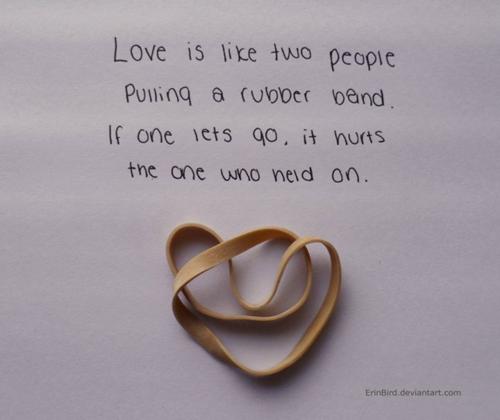 Love is like two people
Pulling a rubber band.
If one lets go, it hurts
the one who held on.
ErinBird.deviantart.com